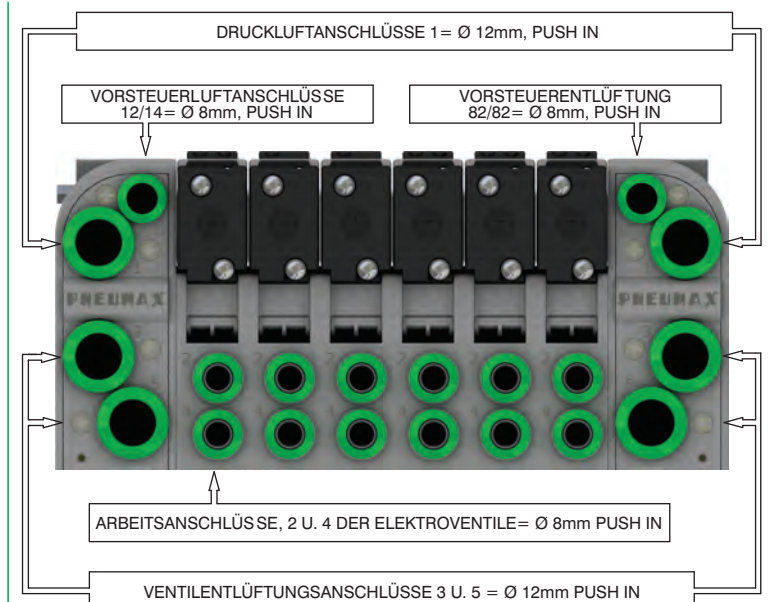 DRUCKLUFTANSCHLÜSSE 1= Ø 12mm, PUSH IN
VORSTEUERLUFTANSCHLÜSSE
12/14= Ø 8mm, PUSH IN
VORSTEUERENTLÜFTUNG
82/82= Ø 8mm, PUSH IN
PNEUMAX
PNEUMAX
ARBEITSANSCHLÜSSE, 2 U. 4 DER ELEKTROVENTILE= Ø 8mm PUSH IN
VENTILENTLÜFTUNGSANSCHLÜSSE 3 U. 5 = Ø 12mm PUSH IN